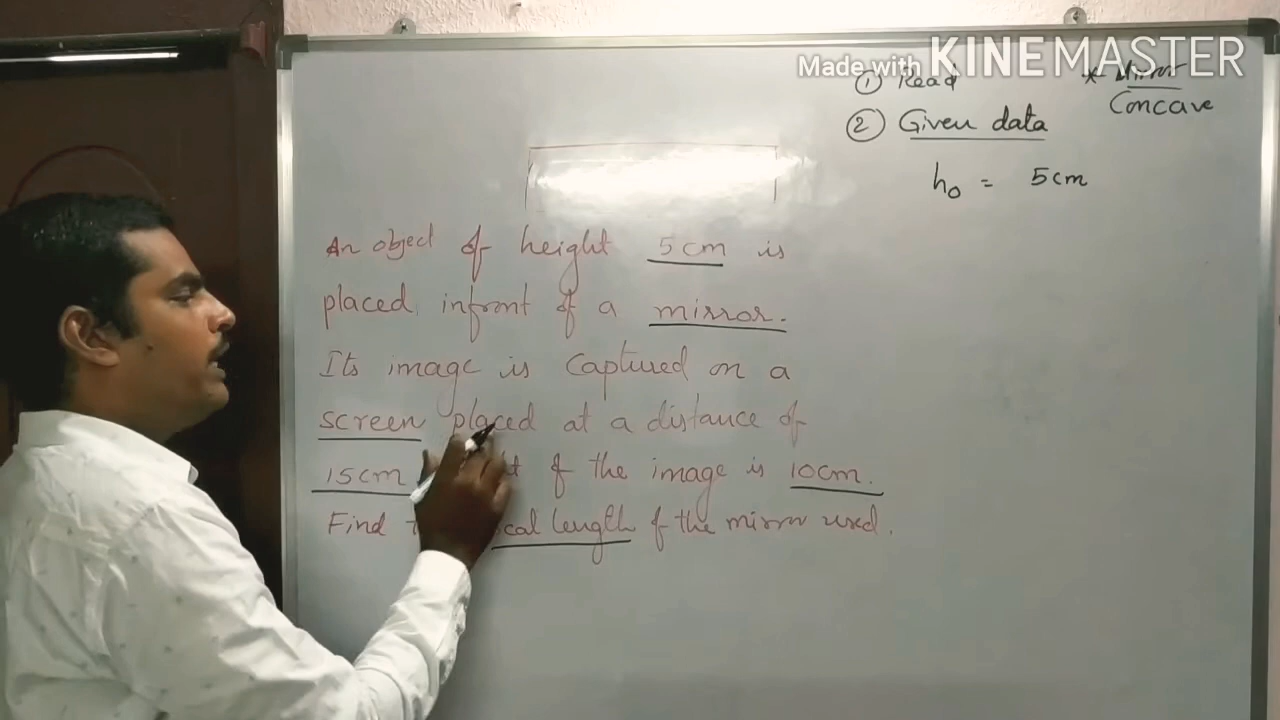 Made with KINEMASTER
① Read
* Mirror
Concave
② Given data
h₀ = 5cm
An object of height 5cm is
placed infront of a mirror.
Its image is captured on a
screen placed at a distance of
15cm of the image is 10cm.
Find length of the mirror used.